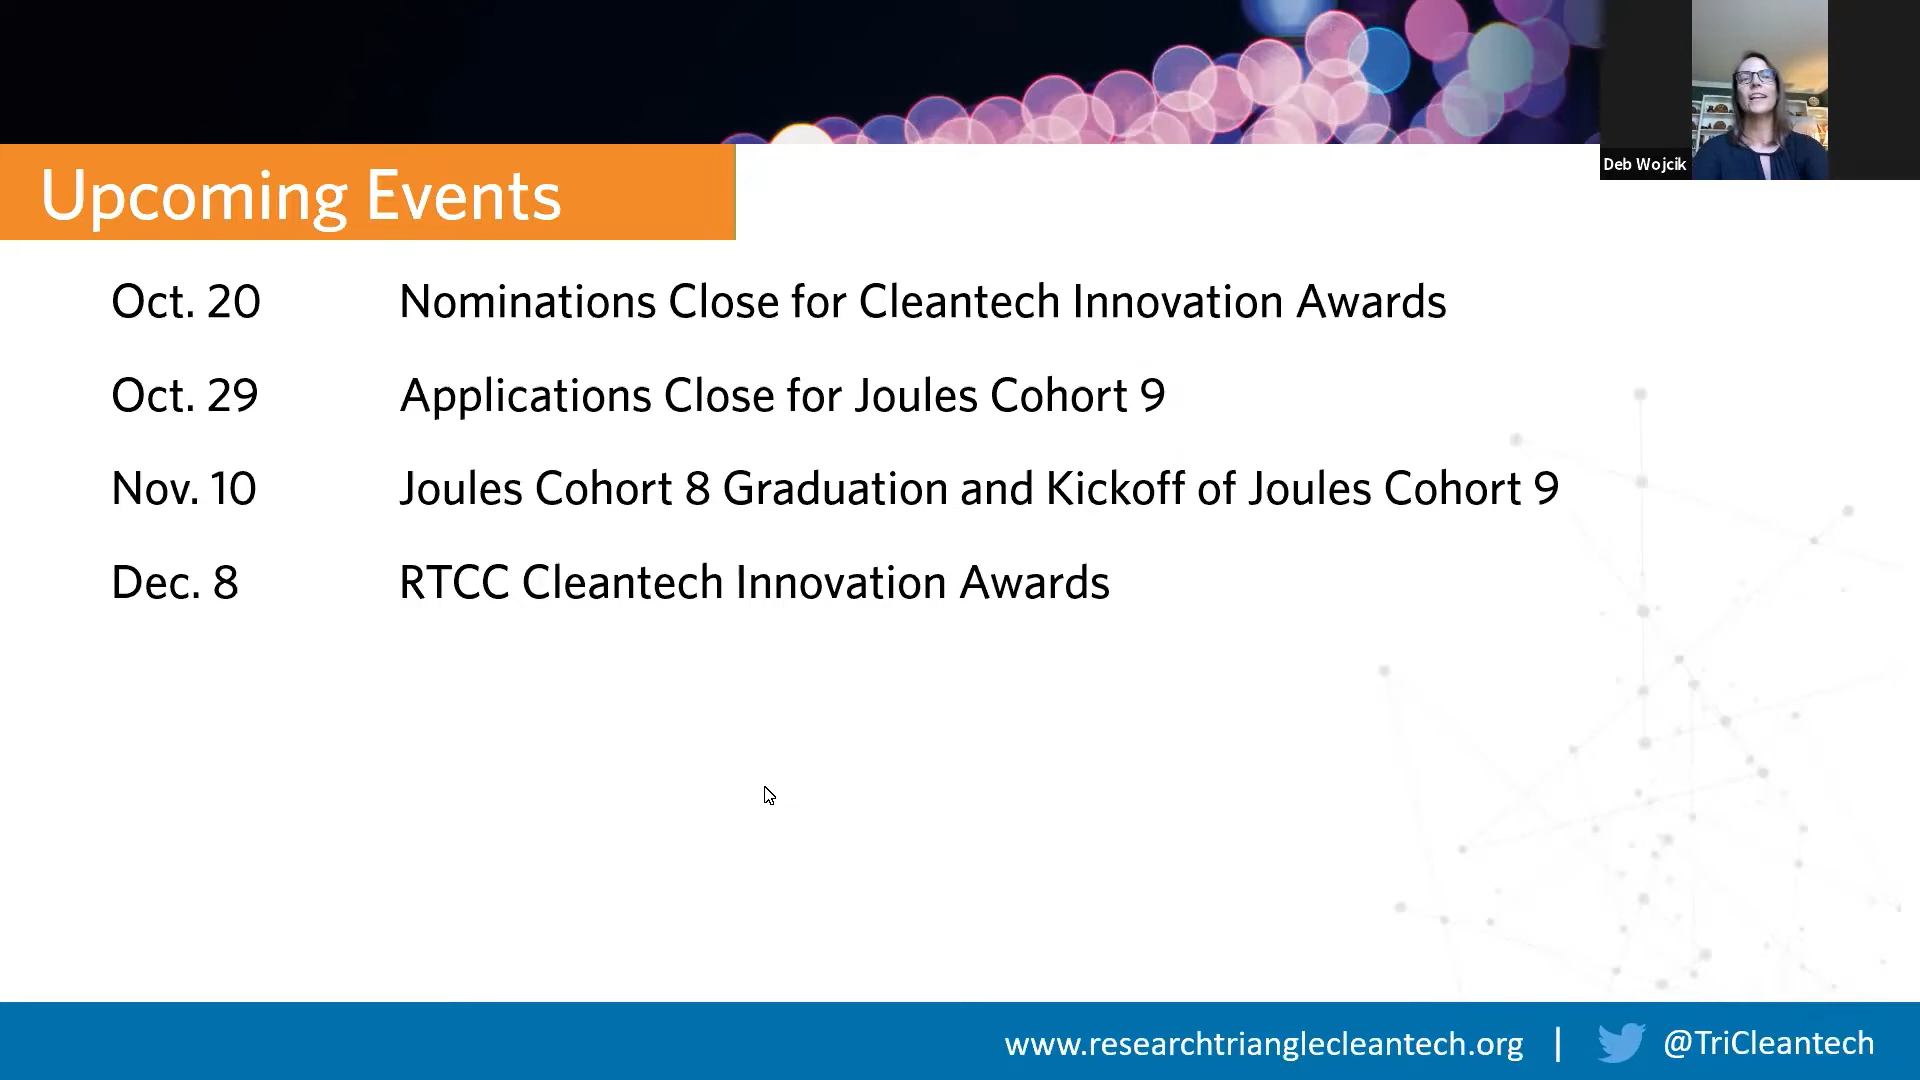 Deb Wojcik
Upcoming Events
Oct. 20 Nominations Close for Cleantech Innovation Awards
Oct. 29 Applications Close for Joules Cohort 9
Nov. 10 Joules Cohort 8 Graduation and Kickoff of Joules Cohort 9
Dec. 8 RTCC Cleantech Innovation Awards
www.researchtrianglecleantech.org | @TriCleantech